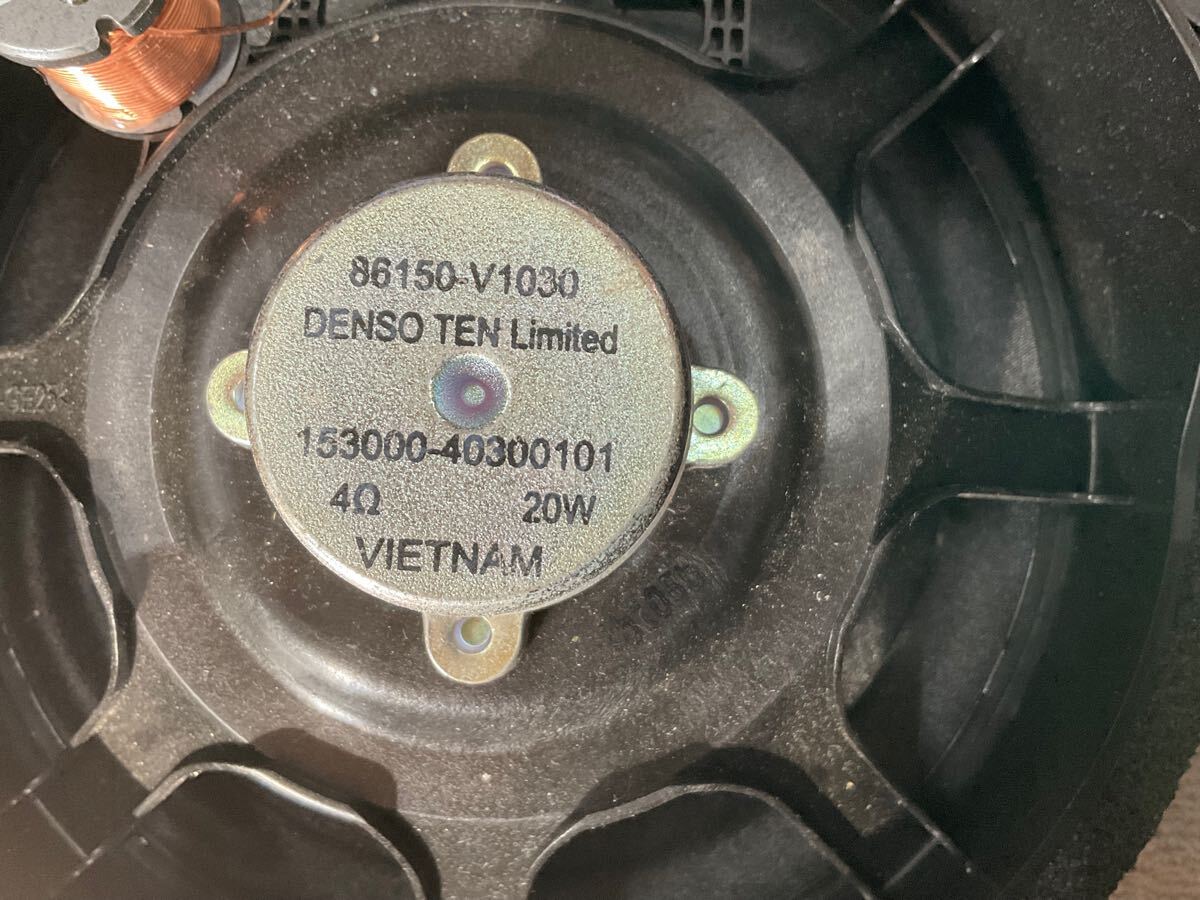 86150-V1030
DENSO TEN Limited
153000-40300101
4Ω 20W
VIETNAM